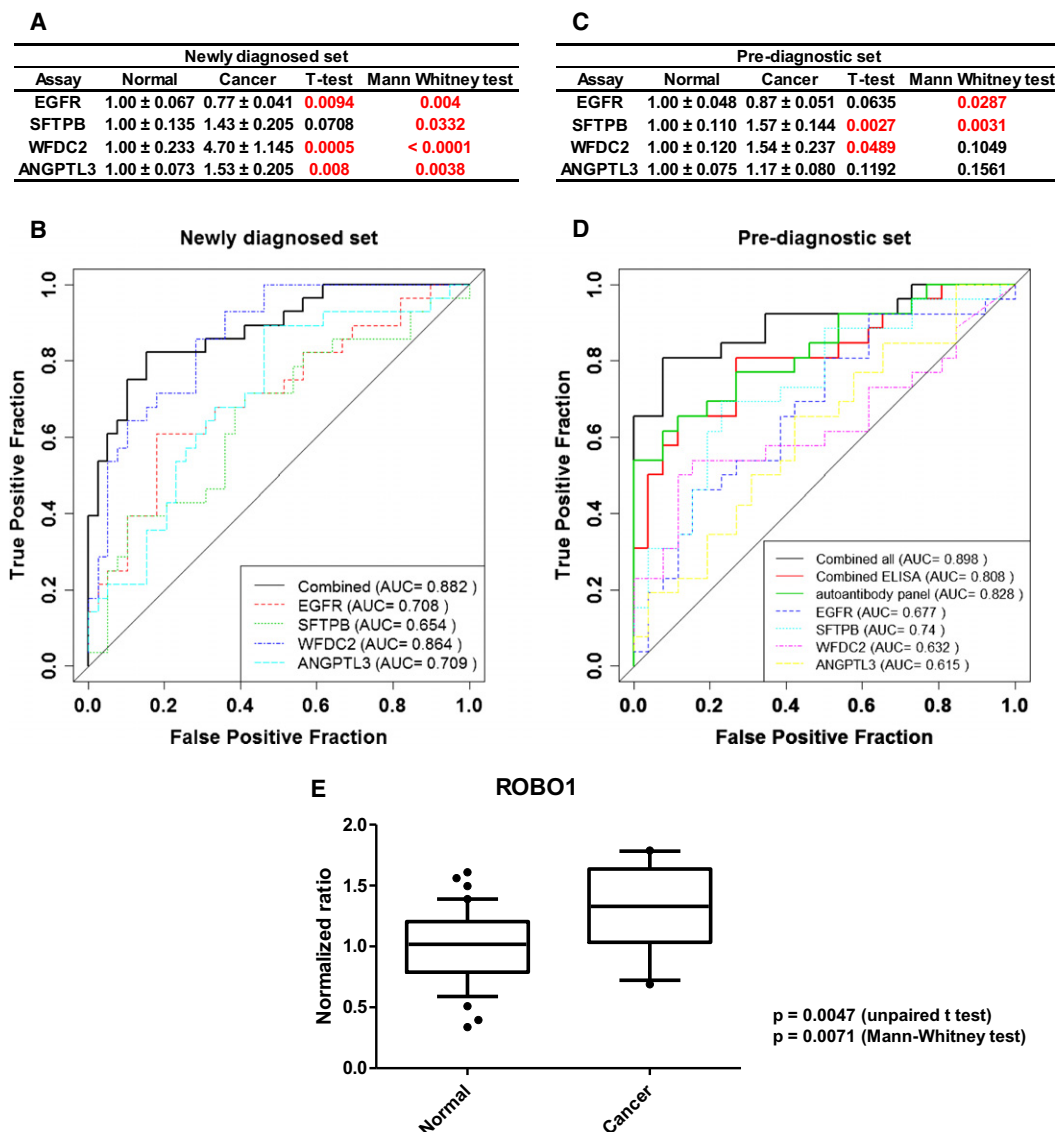 A
Newly diagnosed set
Assay Normal Cancer T-test Mann Whitney test
EGFR 1.00 ± 0.067 0.77 ± 0.041 0.0094 0.004
SFTPB 1.00 ± 0.135 1.43 ± 0.205 0.0708 0.0332
WFDC2 1.00 ± 0.233 4.70 ± 1.145 0.0005 < 0.0001
ANGPTL3 1.00 ± 0.073 1.53 ± 0.205 0.008 0.0038
C
Pre-diagnostic set
Assay Normal Cancer T-test Mann Whitney test
EGFR 1.00 ± 0.048 0.87 ± 0.051 0.0635 0.0287
SFTPB 1.00 ± 0.110 1.57 ± 0.144 0.0027 0.0031
WFDC2 1.00 ± 0.120 1.54 ± 0.237 0.0489 0.1049
ANGPTL3 1.00 ± 0.075 1.17 ± 0.080 0.1192 0.1561
B
Newly diagnosed set
True Positive Fraction
1.0
0.8
0.6
0.4
0.2
0.0
Combined (AUC= 0.882 )
EGFR (AUC= 0.708 )
SFTPB (AUC= 0.654 )
WFDC2 (AUC= 0.864 )
ANGPTL3 (AUC= 0.709 )
0.0 0.2 0.4 0.6 0.8 1.0
False Positive Fraction
D
Pre-diagnostic set
True Positive Fraction
1.0
0.8
0.6
0.4
0.2
0.0
Combined all (AUC= 0.898 )
Combined ELISA (AUC= 0.808 )
autoantibody panel (AUC= 0.828 )
EGFR (AUC= 0.677 )
SFTPB (AUC= 0.74 )
WFDC2 (AUC= 0.632 )
ANGPTL3 (AUC= 0.615 )
0.0 0.2 0.4 0.6 0.8 1.0
False Positive Fraction
E
ROBO1
Normalized ratio
2.0
1.5
1.0
0.5
0.0
Normal
Cancer
p = 0.0047 (unpaired t test)
p = 0.0071 (Mann-Whitney test)